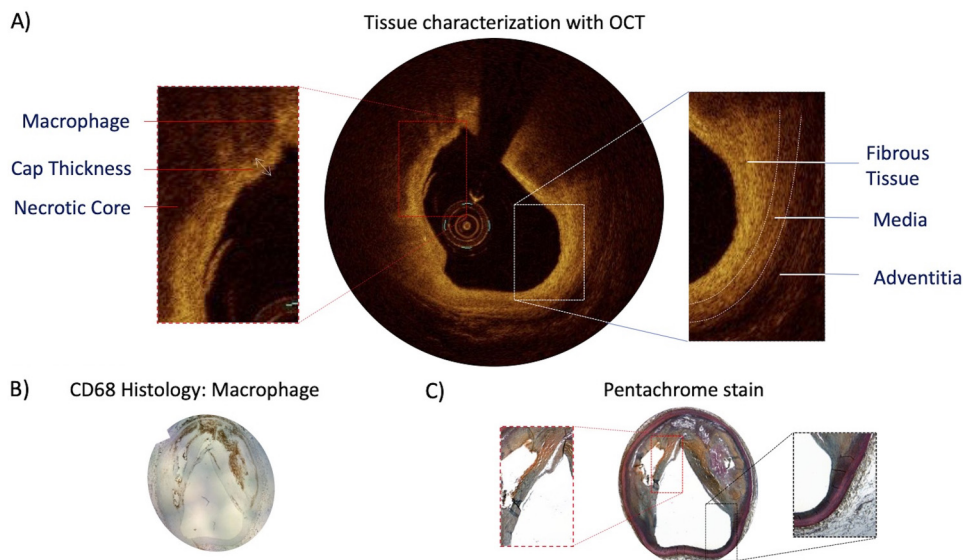 A)
Tissue characterization with OCT
Macrophage
Cap Thickness
Necrotic Core
Fibrous
Tissue
Media
Adventitia
B)
CD68 Histology: Macrophage
C)
Pentachrome stain